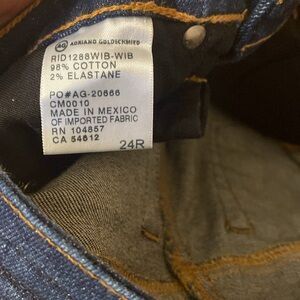 AG ADRIANO GOLDSCHMIED
RID1288WIB-WIB
98% COTTON
2% ELASTANE
PO#AG-20666
CM0010
MADE IN MEXICO
OF IMPORTED FABRIC
RN 104857
CA 54612
24R